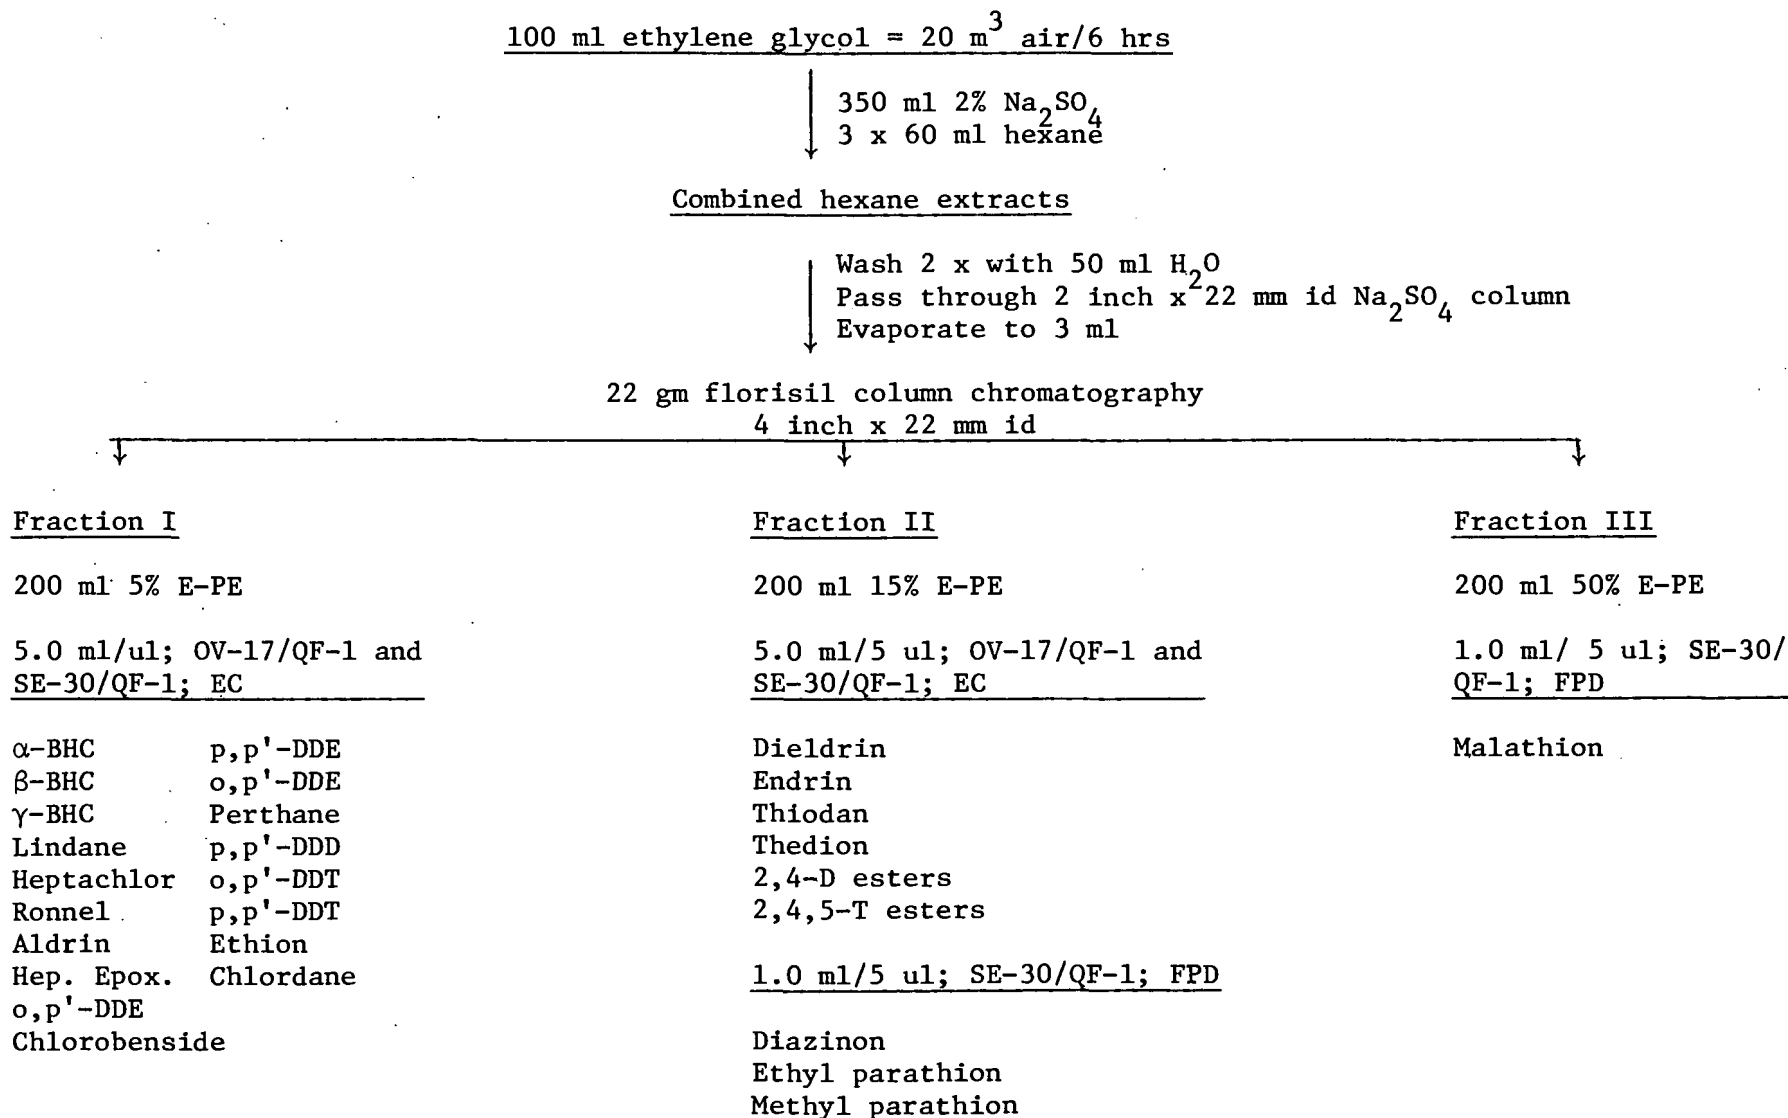 100 ml ethylene glycol = 20 m³ air/6 hrs
350 ml 2% Na₂SO₄
3 x 60 ml hexane
Combined hexane extracts
Wash 2 x with 50 ml H₂O
Pass through 2 inch x 22 mm id Na₂SO₄ column
Evaporate to 3 ml
22 gm florisil column chromatography
4 inch x 22 mm id
Fraction I
200 ml 5% E-PE
5.0 ml/ul; OV-17/QF-1 and
SE-30/QF-1; EC
α-BHC p,p'-DDE
β-BHC o,p'-DDE
γ-BHC Perthane
Lindane p,p'-DDD
Heptachlor o,p'-DDT
Ronnel p,p'-DDT
Aldrin Ethion
Hep. Epox. Chlordane
o,p'-DDE
Chlorobenside
Fraction II
200 ml 15% E-PE
5.0 ml/5 ul; OV-17/QF-1 and
SE-30/QF-1; EC
Dieldrin
Endrin
Thiodan
Thedion
2,4-D esters
2,4,5-T esters
1.0 ml/5 ul; SE-30/QF-1; FPD
Diazinon
Ethyl parathion
Methyl parathion
Fraction III
200 ml 50% E-PE
1.0 ml/ 5 ul; SE-30/
QF-1; FPD
Malathion